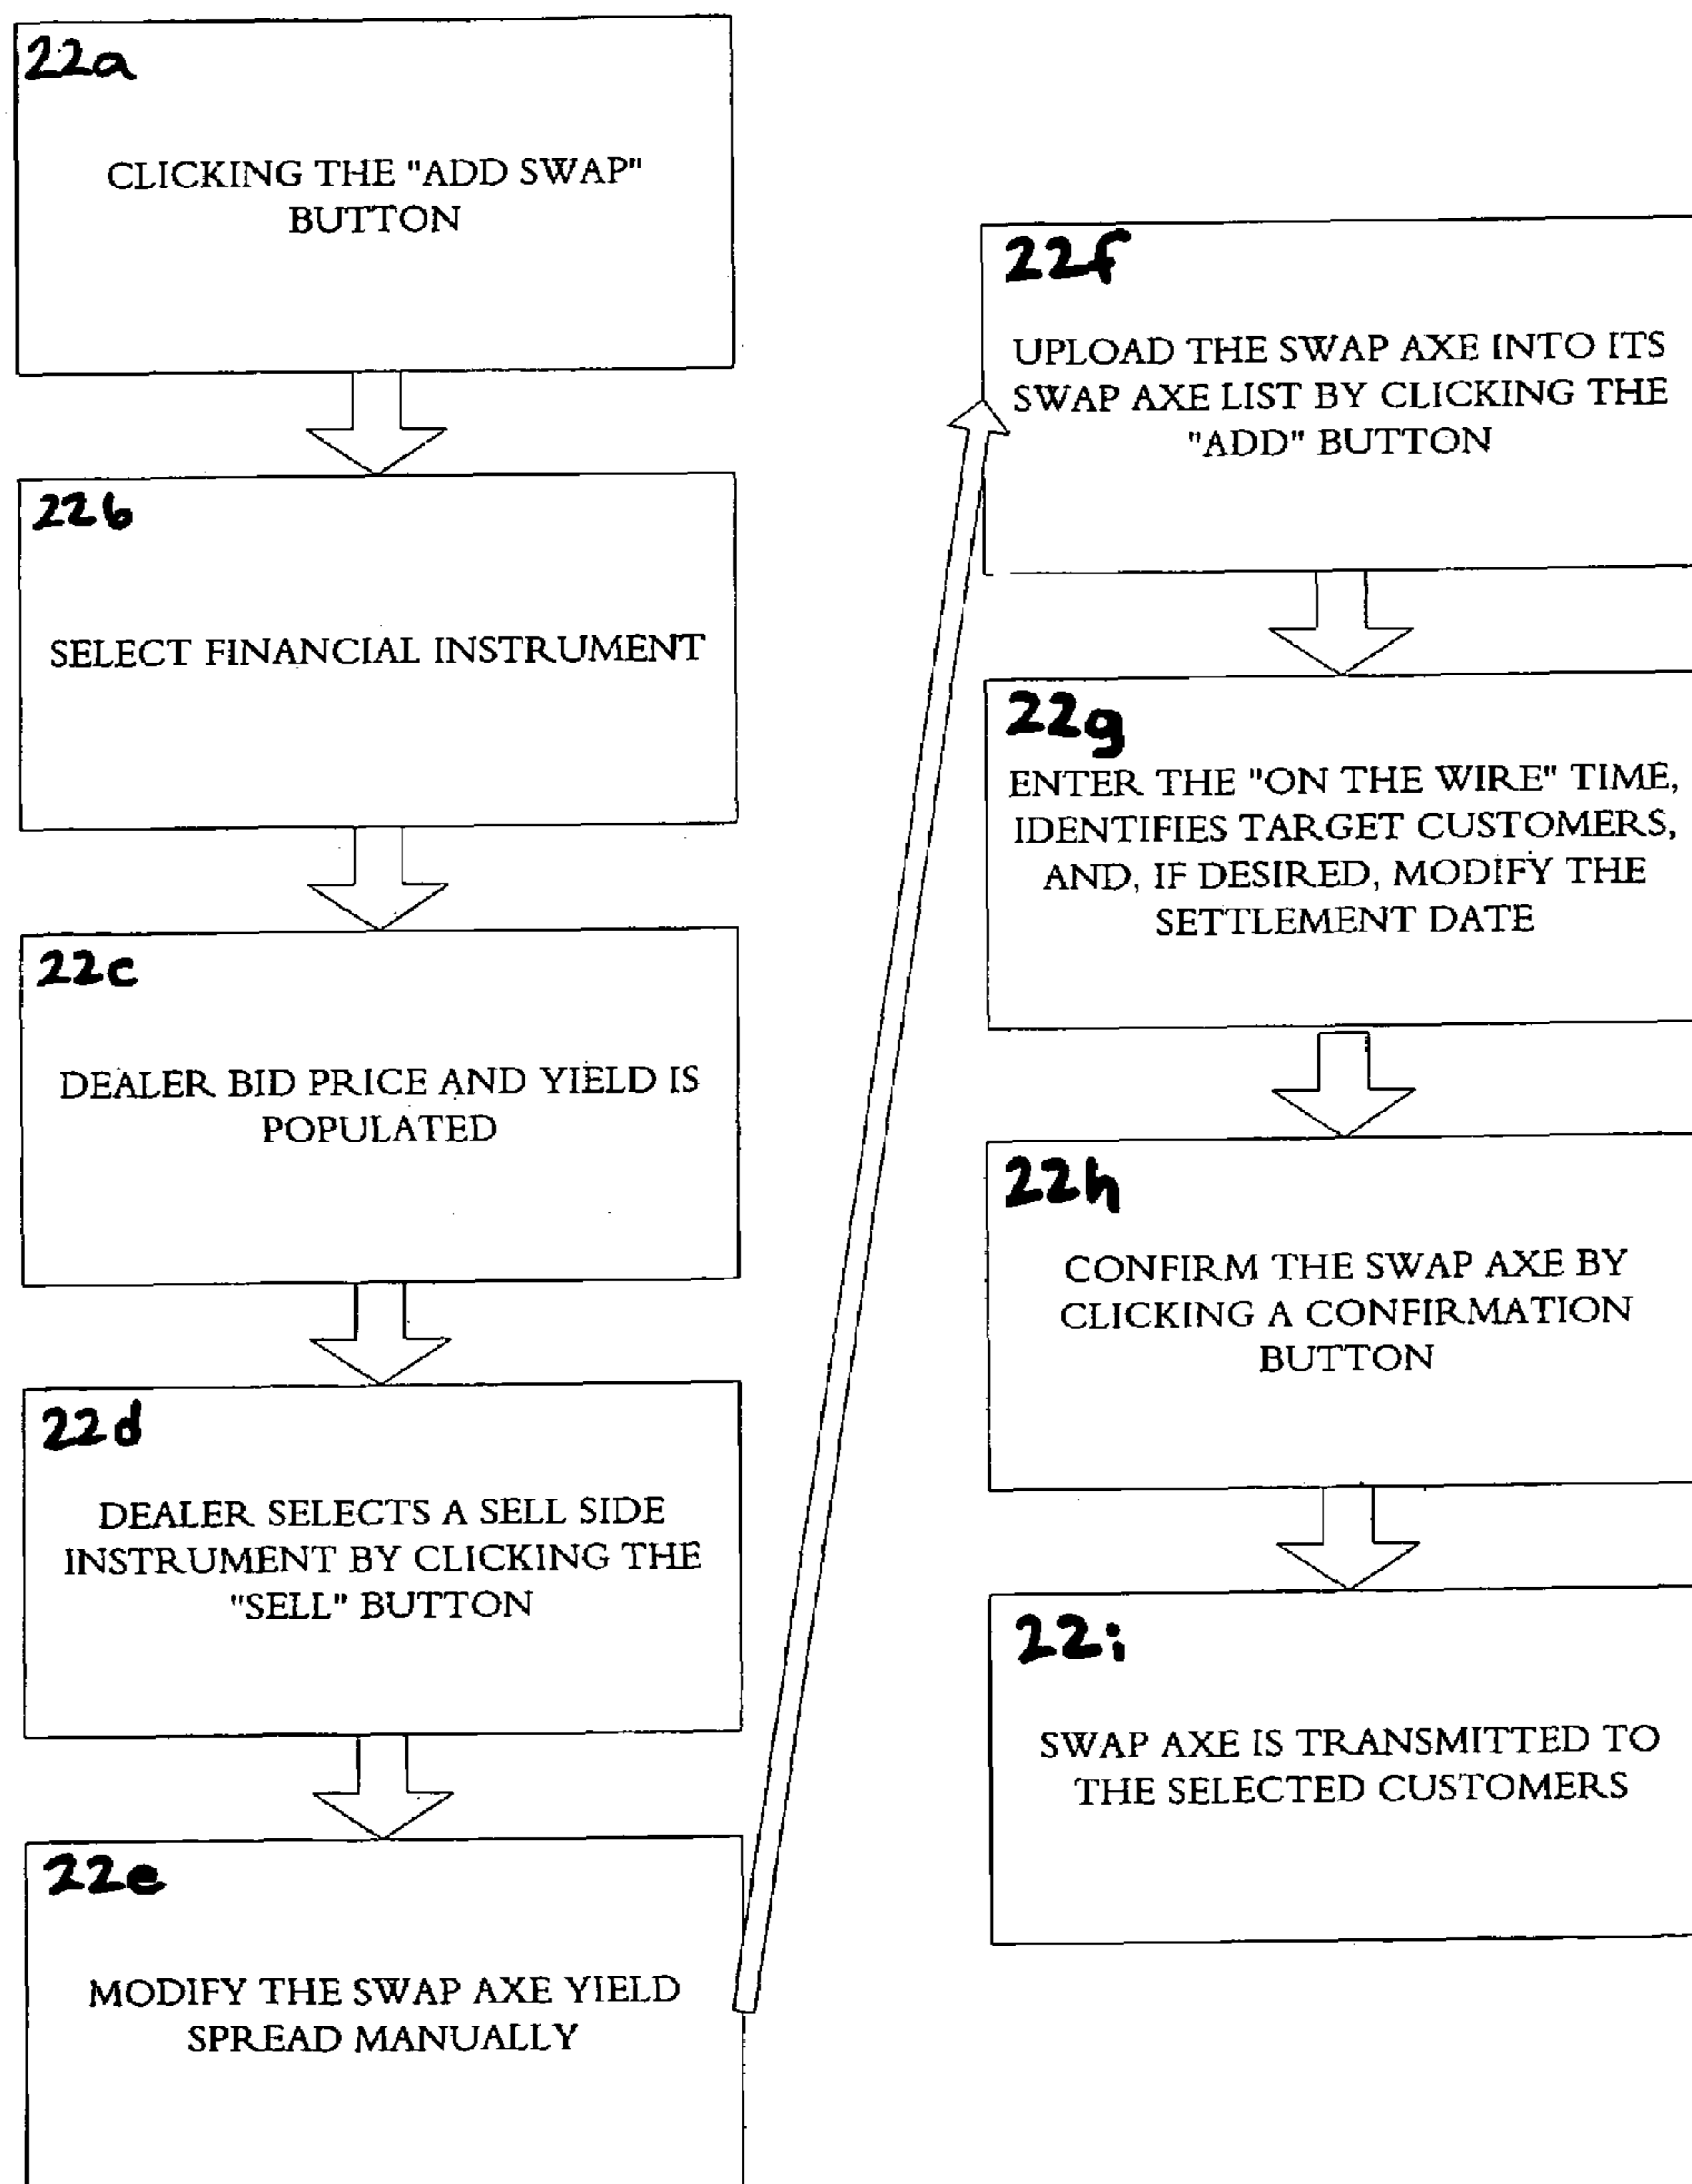 22a
CLICKING THE "ADD SWAP"
BUTTON
22b
SELECT FINANCIAL INSTRUMENT
22c
DEALER BID PRICE AND YIELD IS
POPULATED
22d
DEALER SELECTS A SELL SIDE
INSTRUMENT BY CLICKING THE
"SELL" BUTTON
22e
MODIFY THE SWAP AXE YIELD
SPREAD MANUALLY
22f
UPLOAD THE SWAP AXE INTO ITS
SWAP AXE LIST BY CLICKING THE
"ADD" BUTTON
22g
ENTER THE "ON THE WIRE" TIME,
IDENTIFIES TARGET CUSTOMERS,
AND, IF DESIRED, MODIFY THE
SETTLEMENT DATE
22h
CONFIRM THE SWAP AXE BY
CLICKING A CONFIRMATION
BUTTON
22i
SWAP AXE IS TRANSMITTED TO
THE SELECTED CUSTOMERS